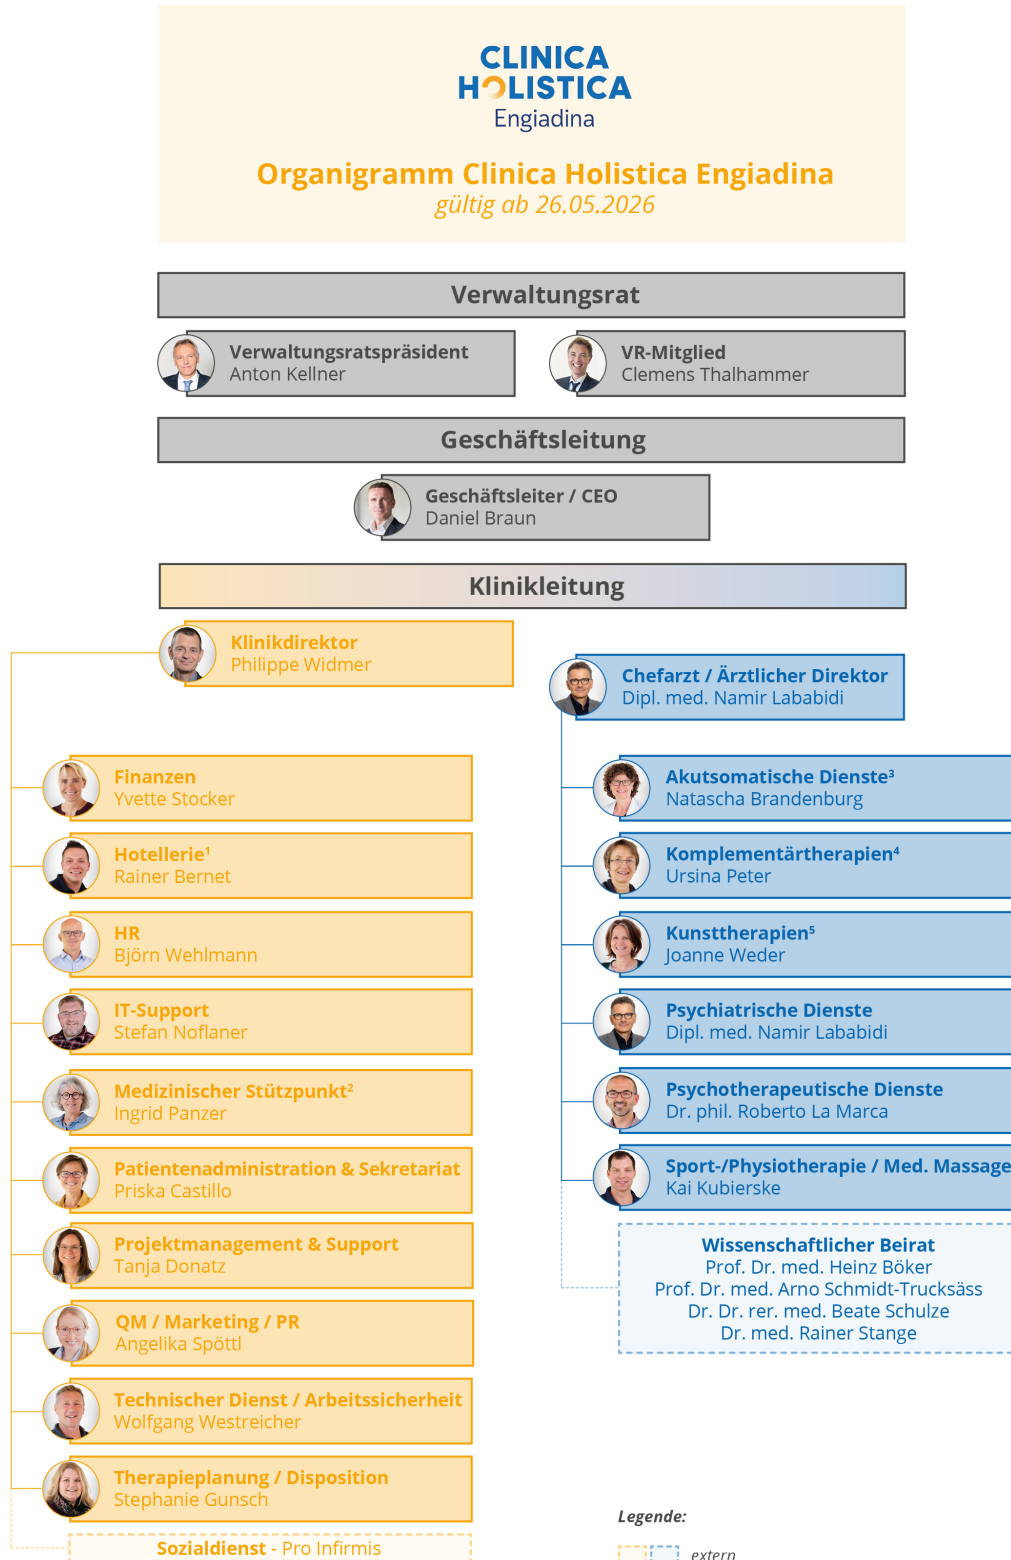 CLINICA
HOLISTICA
Engiadina
Organigramm Clinica Holistica Engiadina
gültig ab 26.05.2026
Verwaltungsrat
Verwaltungsratspräsident
Anton Kellner
VR-Mitglied
Clemens Thalhammer
Geschäftsleitung
Geschäftsleiter / CEO
Daniel Braun
Klinikleitung
Klinikdirektor
Philippe Widmer
Chefarzt / Ärztlicher Direktor
Dipl. med. Namir Lababidi
Finanzen
Yvette Stocker
Hotellerie¹
Rainer Bernet
HR
Björn Wehlmann
IT-Support
Stefan Noflaner
Medizinischer Stützpunkt²
Ingrid Panzer
Patientenadministration & Sekretariat
Priska Castillo
Projektmanagement & Support
Tanja Donatz
QM / Marketing / PR
Angelika Spöttl
Technischer Dienst / Arbeitssicherheit
Wolfgang Westreicher
Therapieplanung / Disposition
Stephanie Gunsch
Sozialdienst - Pro Infirmis
Akutsomatische Dienste³
Natascha Brandenburg
Komplementärtherapien⁴
Ursina Peter
Kunsttherapien⁵
Joanne Weder
Psychiatrische Dienste
Dipl. med. Namir Lababidi
Psychotherapeutische Dienste
Dr. phil. Roberto La Marca
Sport-/Physiotherapie / Med. Massage
Kai Kubierske
Wissenschaftlicher Beirat
Prof. Dr. med. Heinz Böker
Prof. Dr. med. Arno Schmidt-Trucksäss
Dr. Dr. rer. med. Beate Schulze
Dr. med. Rainer Stange
Legende:
extern